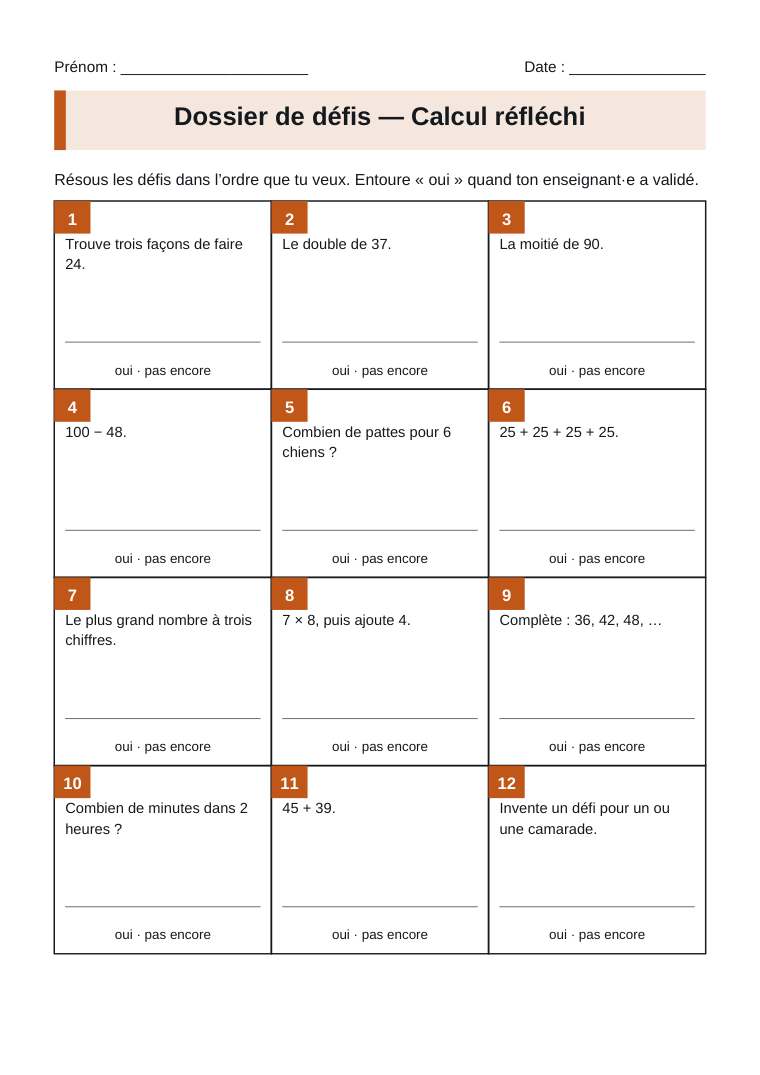 Prénom : ______________________ Date : ________________
Dossier de défis — Calcul réfléchi
Résous les défis dans l’ordre que tu veux. Entoure « oui » quand ton enseignant·e a validé.
1
Trouve trois façons de faire
24.
oui · pas encore
2
Le double de 37.
oui · pas encore
3
La moitié de 90.
oui · pas encore
4
100 − 48.
oui · pas encore
5
Combien de pattes pour 6
chiens ?
oui · pas encore
6
25 + 25 + 25 + 25.
oui · pas encore
7
Le plus grand nombre à trois
chiffres.
oui · pas encore
8
7 × 8, puis ajoute 4.
oui · pas encore
9
Complète : 36, 42, 48, …
oui · pas encore
10
Combien de minutes dans 2
heures ?
oui · pas encore
11
45 + 39.
oui · pas encore
12
Invente un défi pour un ou
une camarade.
oui · pas encore